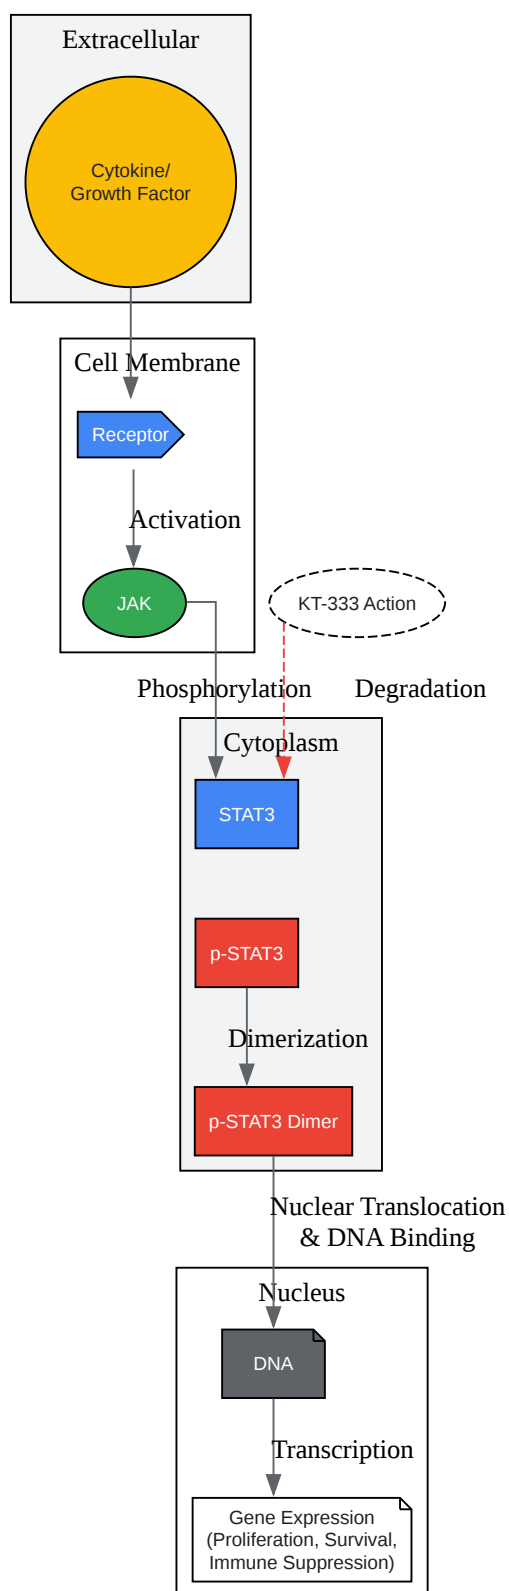 Extracellular
Cytokine/
Growth Factor
Cell Membrane
Receptor
Activation
JAK
KT-333 Action
Phosphorylation
Degradation
Cytoplasm
STAT3
p-STAT3
Dimerization
p-STAT3 Dimer
Nuclear Translocation
& DNA Binding
Nucleus
DNA
Transcription
Gene Expression
(Proliferation, Survival,
Immune Suppression)